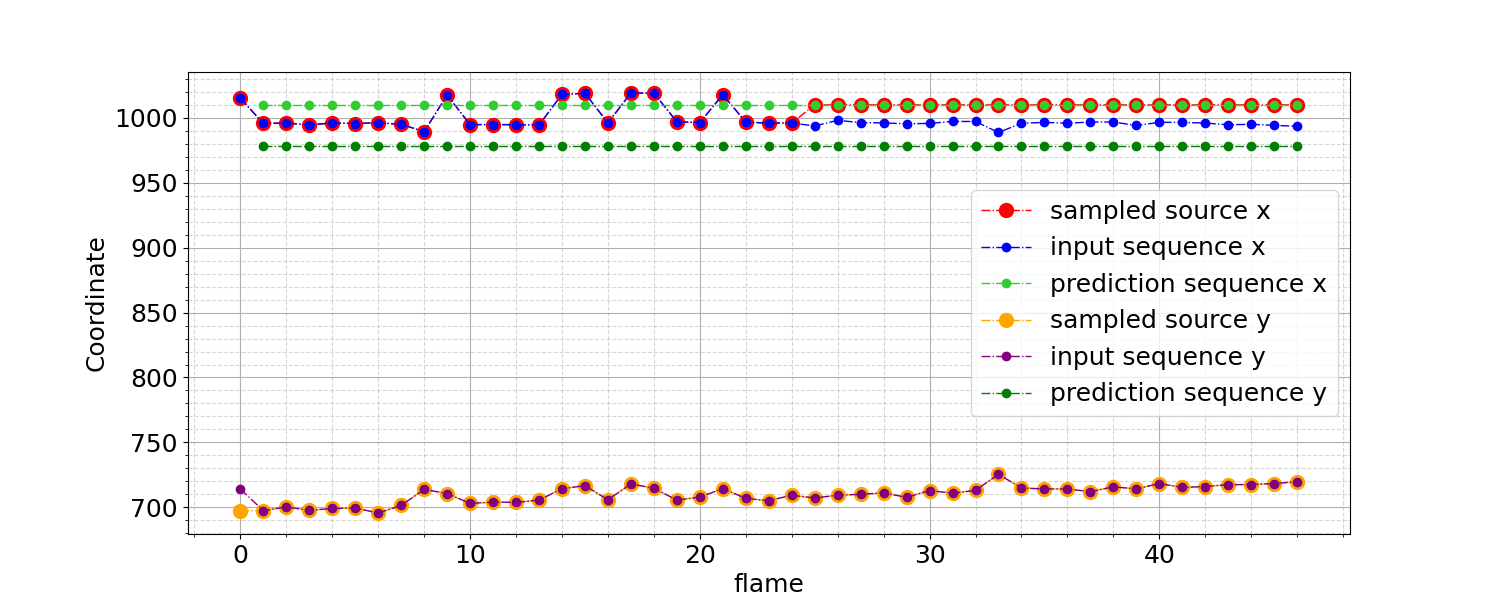 1000
950
900
850
800
750
700
Coordinate
0
10
20
30
40
flame
sampled source x
input sequence x
prediction sequence x
sampled source y
input sequence y
prediction sequence y